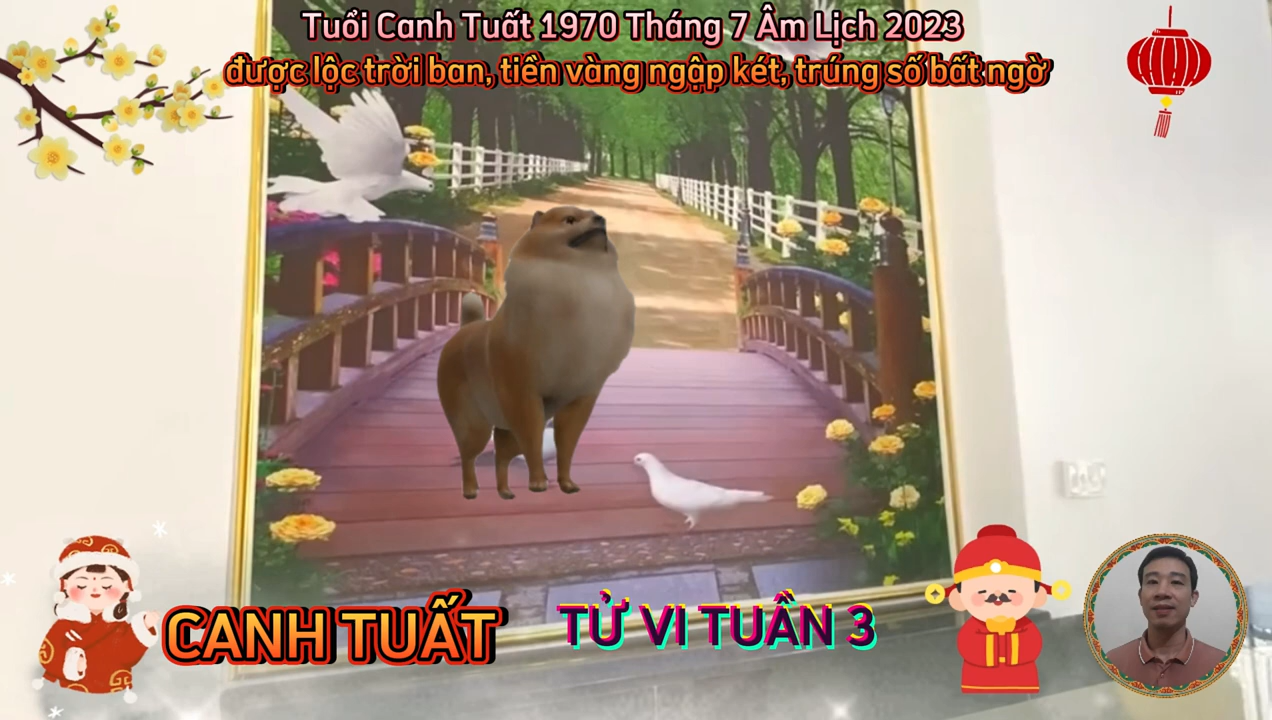 Tuổi Canh Tuất 1970 Tháng 7 Âm Lịch 2023
được lộc trời ban, tiền vàng ngập két, trúng số bất ngờ
CANH TUẤT
TỬ VI TUẦN 3